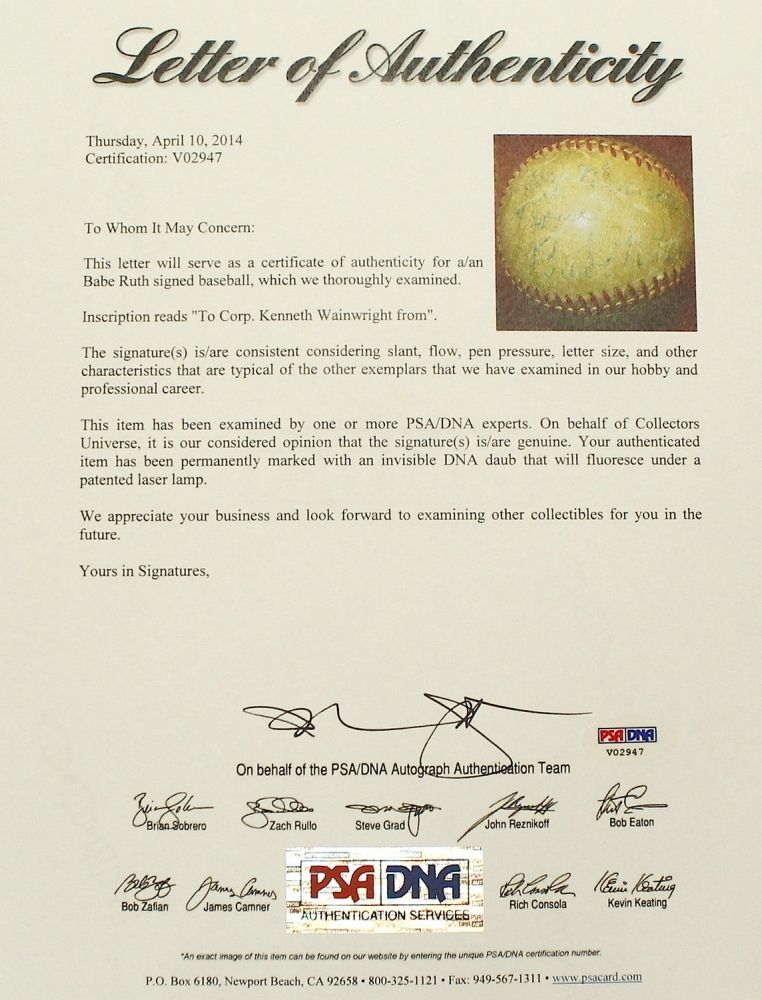 Letter of Authenticity
Thursday, April 10, 2014
Certification: V02947
To Whom It May Concern:
This letter will serve as a certificate of authenticity for a/an
Babe Ruth signed baseball, which we thoroughly examined.
Inscription reads "To Corp. Kenneth Wainwright from".
The signature(s) is/are consistent considering slant, flow, pen pressure, letter size, and other
characteristics that are typical of the other exemplars that we have examined in our hobby and
professional career.
This item has been examined by one or more PSA/DNA experts. On behalf of Collectors
Universe, it is our considered opinion that the signature(s) is/are genuine. Your authenticated
item has been permanently marked with an invisible DNA daub that will fluoresce under a
patented laser lamp.
We appreciate your business and look forward to examining other collectibles for you in the
future.
Yours in Signatures,
PSA DNA
V02947
On behalf of the PSA/DNA Autograph Authentication Team
Brian Sobrero Zach Rullo Steve Grad John Reznikoff Bob Eaton
Bob Zafian James Camner Rich Consola Kevin Keating
PSA DNA
AUTHENTICATION SERVICES
*An exact image of this item can be found on our website by entering the unique PSA/DNA certification number.
P.O. Box 6180, Newport Beach, CA 92658 • 800-325-1121 • Fax: 949-567-1311 • www.psacard.com